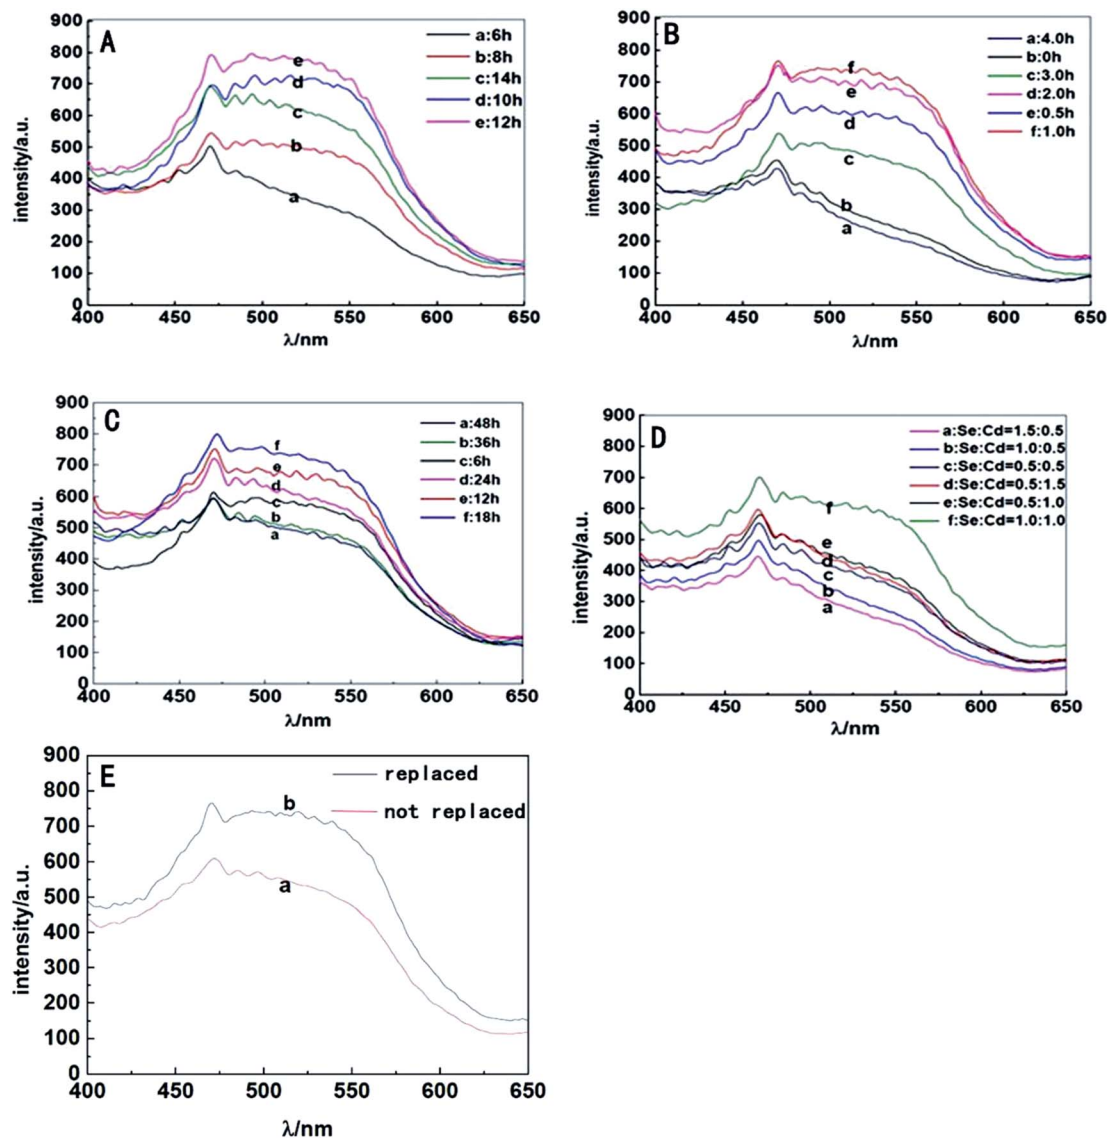 A
a:6h
b:8h
c:14h
d:10h
e:12h
e
d
c
b
a
900
800
700
600
500
400
300
200
100
0
intensity/a.u.
400 450 500 550 600 650
λ/nm
B
a:4.0h
b:0h
c:3.0h
d:2.0h
e:0.5h
f:1.0h
f
e
d
c
b
a
900
800
700
600
500
400
300
200
100
0
intensity/a.u.
400 450 500 550 600 650
λ/nm
C
a:48h
b:36h
c:6h
d:24h
e:12h
f:18h
f
e
d
c
b
a
900
800
700
600
500
400
300
200
100
0
intensity/a.u.
400 450 500 550 600 650
λ/nm
D
a:Se:Cd=1.5:0.5
b:Se:Cd=1.0:0.5
c:Se:Cd=0.5:0.5
d:Se:Cd=0.5:1.5
e:Se:Cd=0.5:1.0
f:Se:Cd=1.0:1.0
f
e
d
c
b
a
900
800
700
600
500
400
300
200
100
0
intensity/a.u.
400 450 500 550 600 650
λ/nm
E
replaced
not replaced
b
a
900
800
700
600
500
400
300
200
100
0
intensity/a.u.
400 450 500 550 600 650
λ/nm